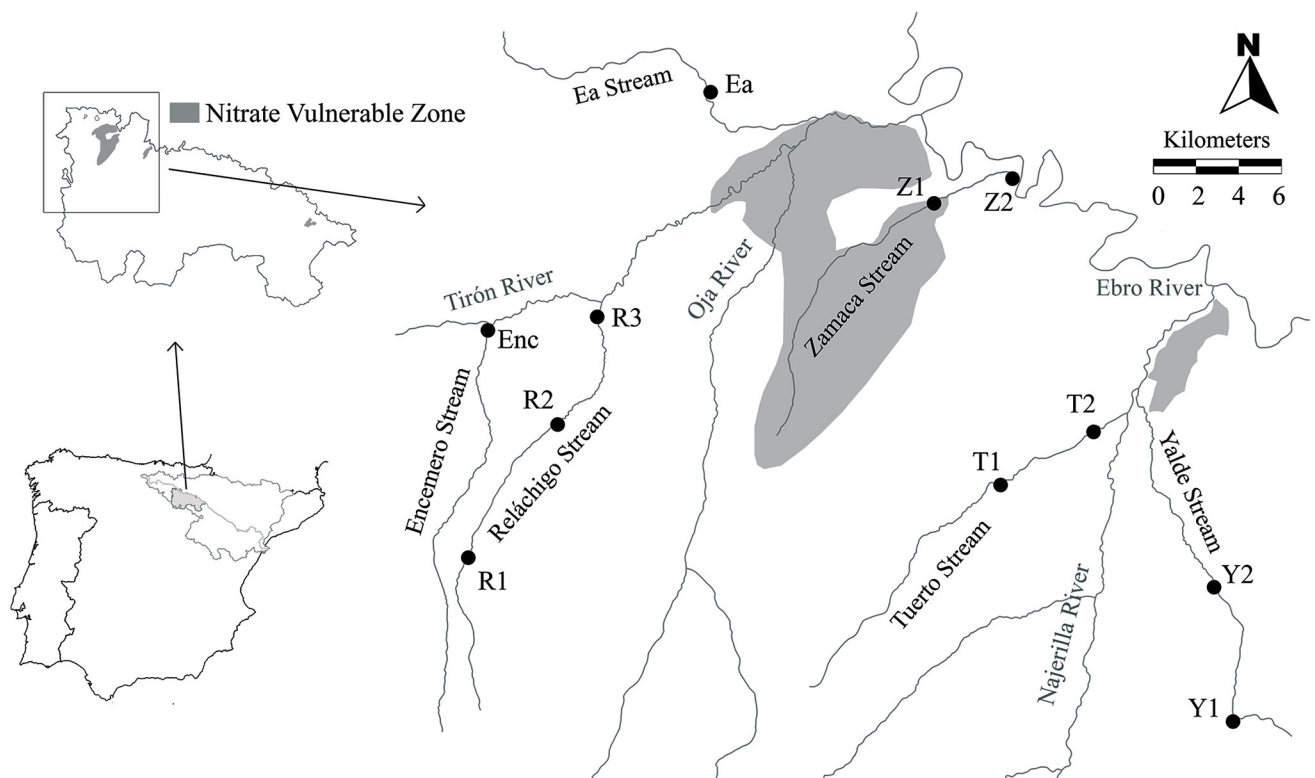 Nitrate Vulnerable Zone
Ea Stream
Ea
N
Kilometers
0 2 4 6
Z1
Z2
Oja River
Zamaca Stream
Tirón River
Ebro River
R3
Enc
R2
Encemero Stream
Reláchigo Stream
R1
T2
T1
Tuerto Stream
Yalde Stream
Najerilla River
Y2
Y1